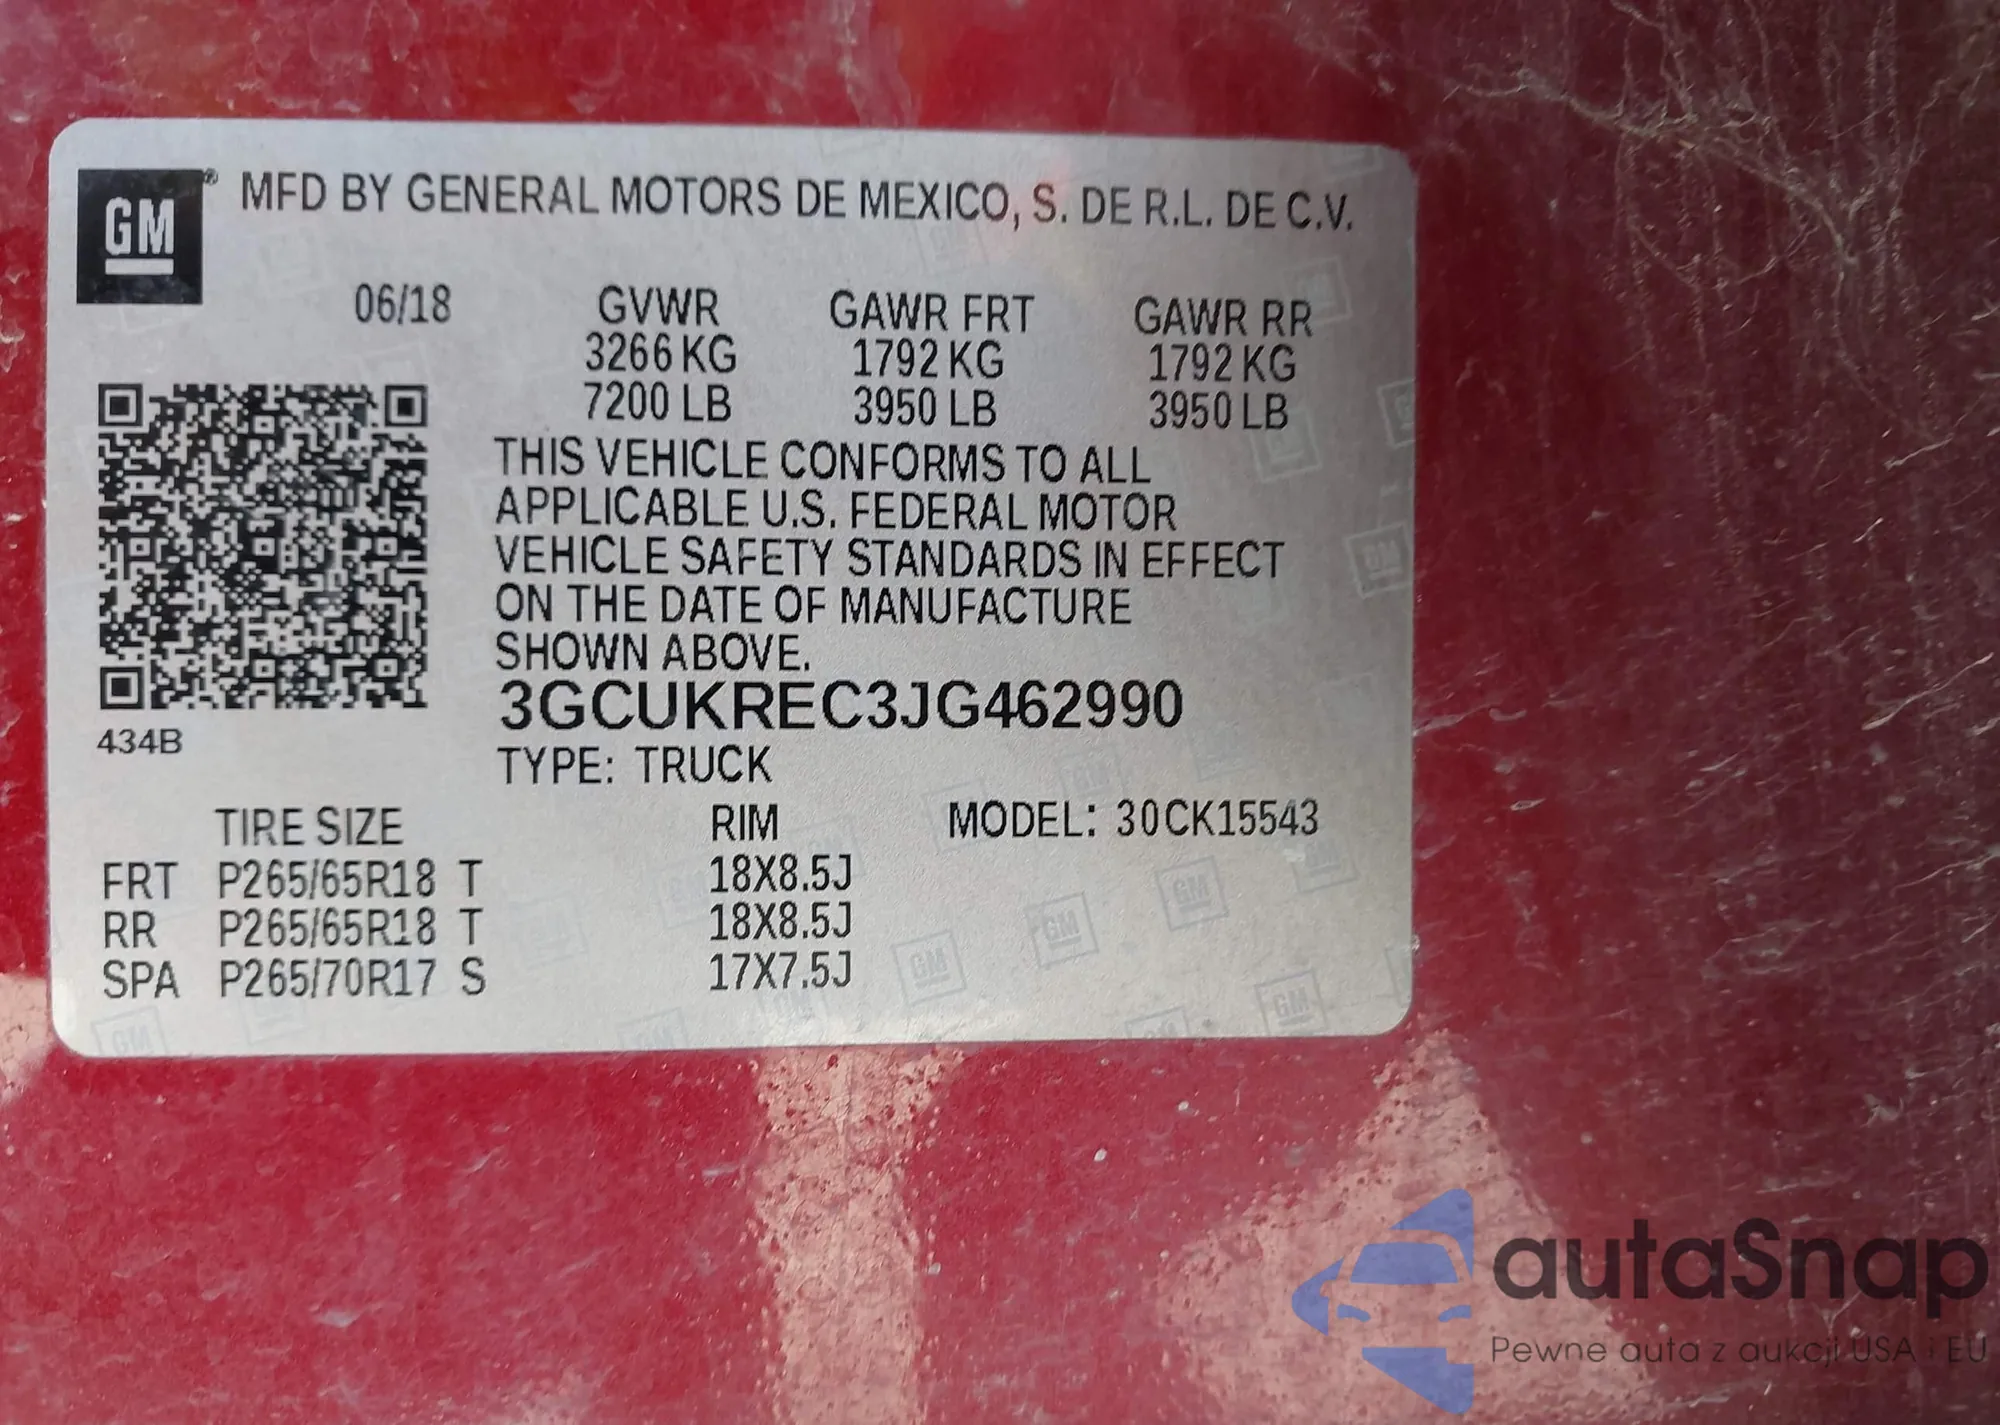 GM® MFD BY GENERAL MOTORS DE MEXICO, S. DE R.L. DE C.V.
06/18 GVWR GAWR FRT GAWR RR
3266 KG 1792 KG 1792 KG
7200 LB 3950 LB 3950 LB
THIS VEHICLE CONFORMS TO ALL
APPLICABLE U.S. FEDERAL MOTOR
VEHICLE SAFETY STANDARDS IN EFFECT
ON THE DATE OF MANUFACTURE
SHOWN ABOVE.
3GCUKREC3JG462990
434B
TYPE: TRUCK
TIRE SIZE RIM MODEL: 30CK15543
FRT P265/65R18 T 18X8.5J
RR P265/65R18 T 18X8.5J
SPA P265/70R17 S 17X7.5J
autaSnap
Pewne auta z aukcji USA i EU